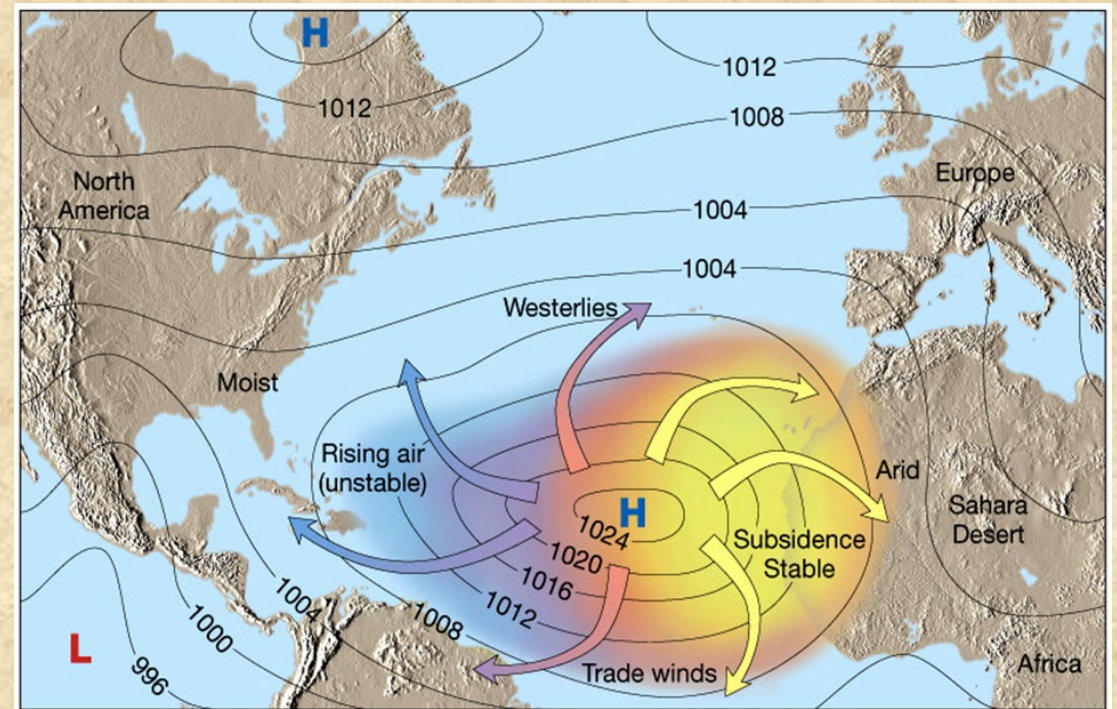 H
1012
1012
1008
North
America
Europe
1004
1004
Westerlies
Moist
Rising air
(unstable)
Arid
H
Sahara
Desert
1024
Subsidence
Stable
1020
1016
1012
1004
1008
1000
L
996
Trade winds
Africa